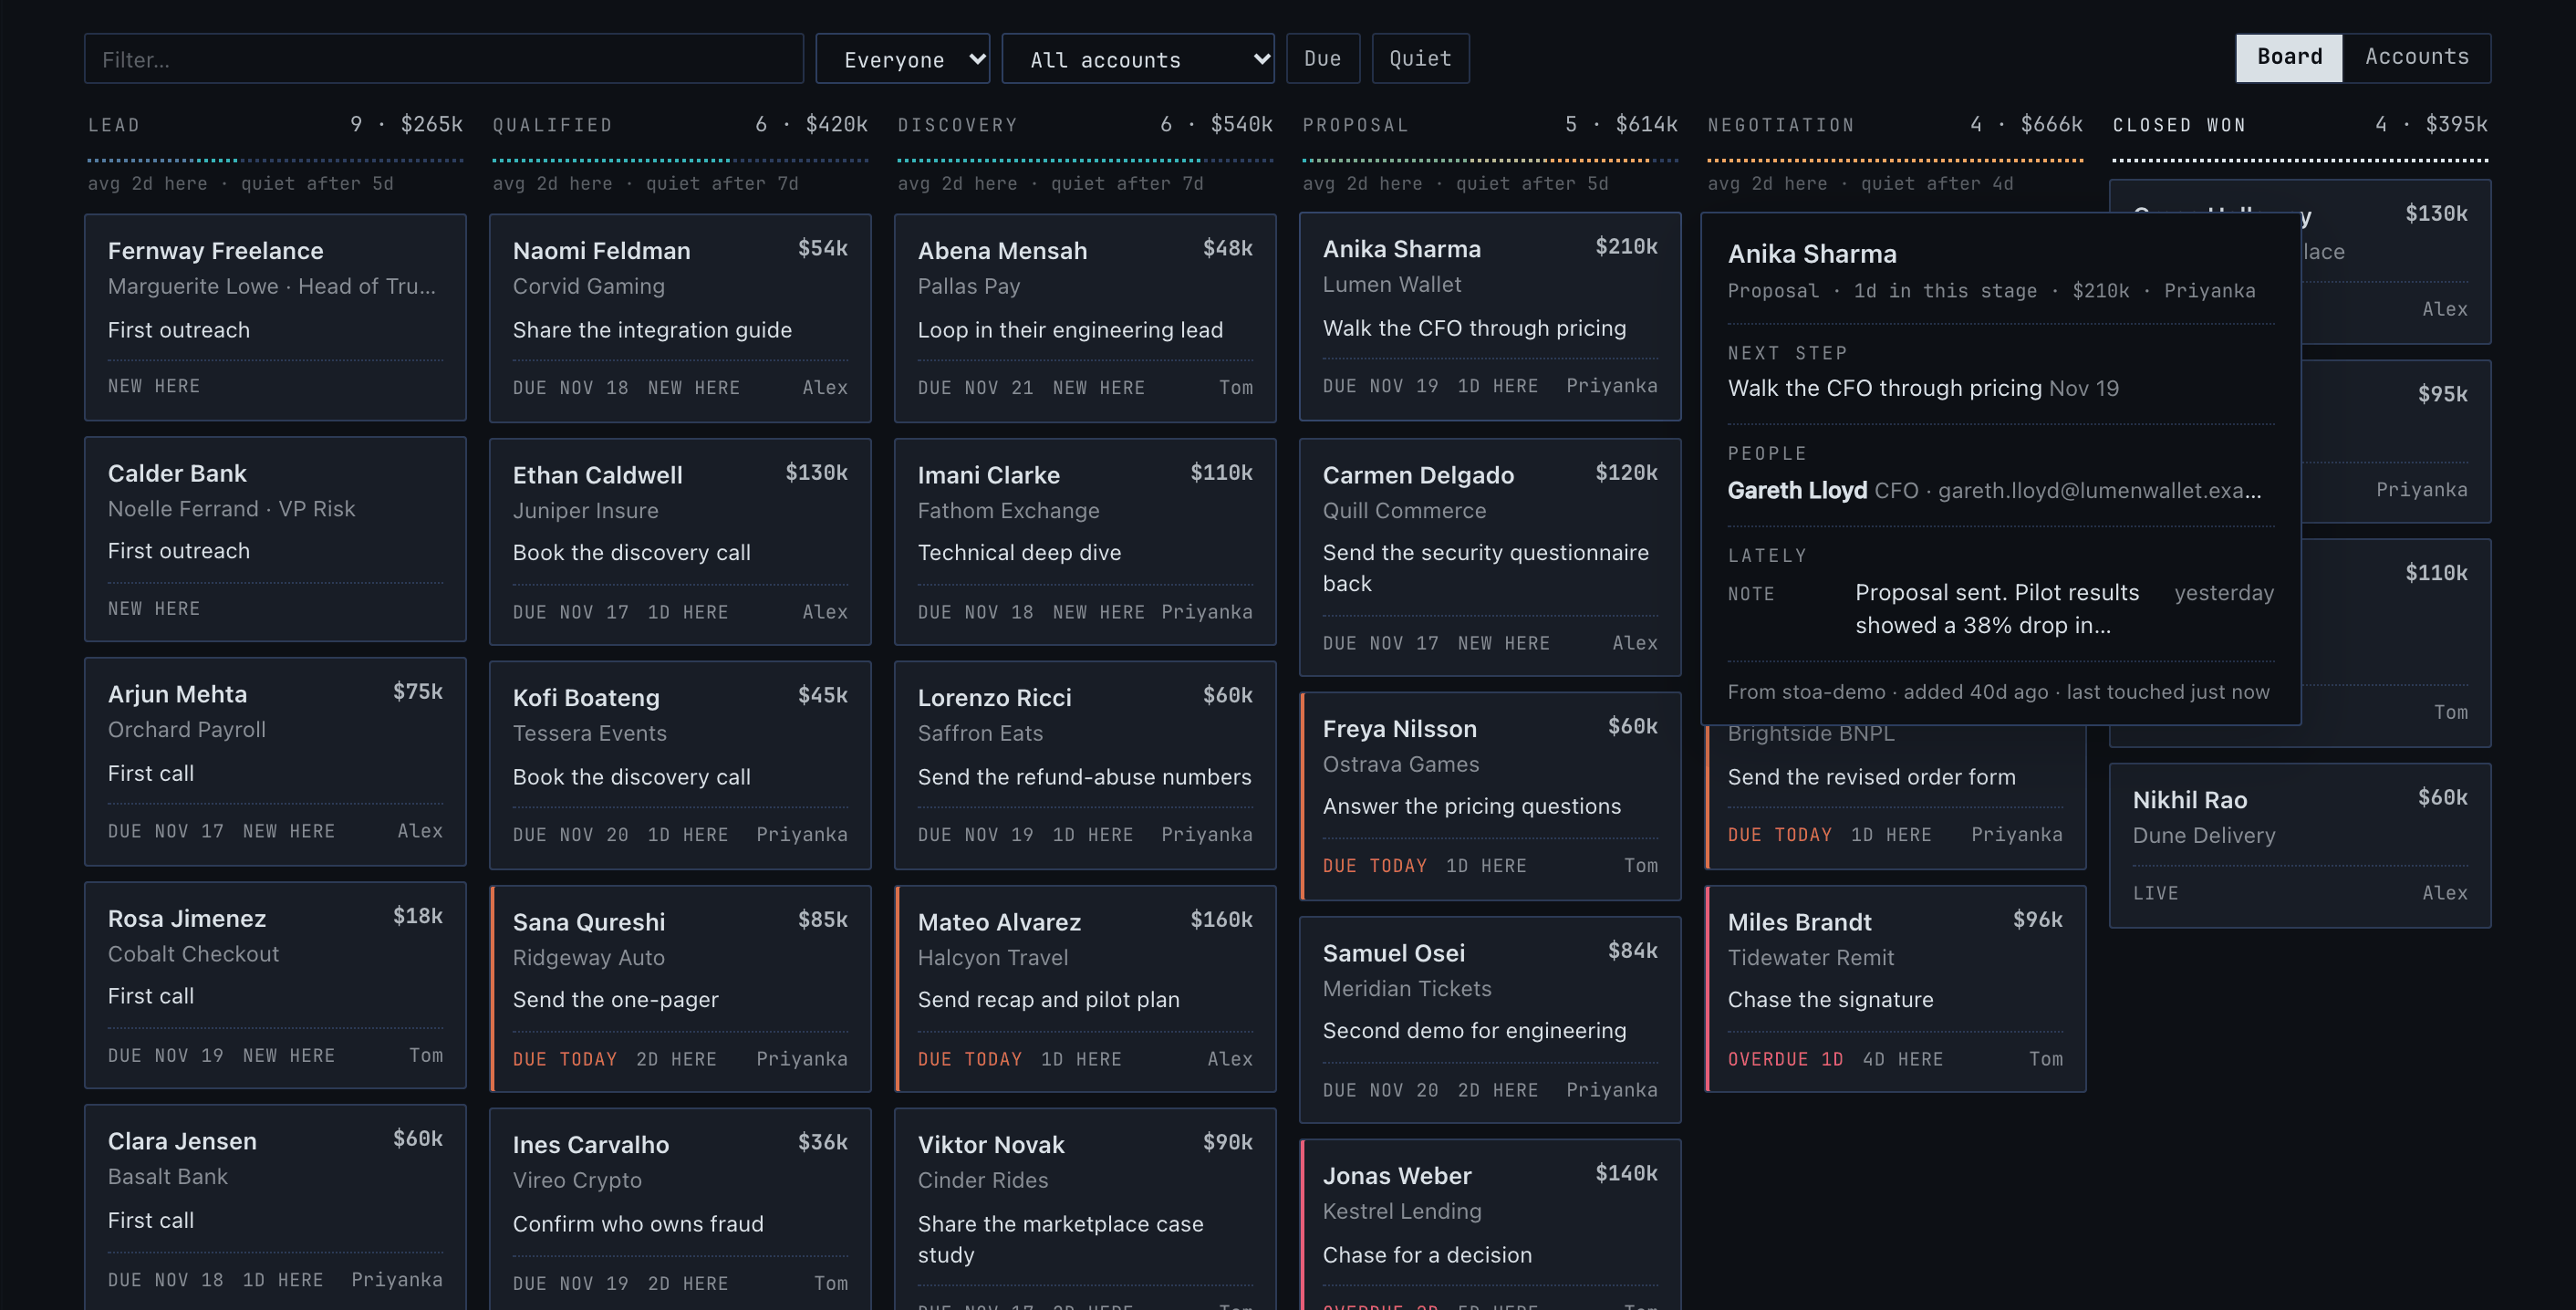 Filter...
Everyone
All accounts
Due
Quiet
Board
Accounts
LEAD
9 · $265k
avg 2d here · quiet after 5d
Fernway Freelance
Marguerite Lowe · Head of Tru...
First outreach
NEW HERE
Calder Bank
Noelle Ferrand · VP Risk
First outreach
NEW HERE
Arjun Mehta $75k
Orchard Payroll
First call
DUE NOV 17 NEW HERE Alex
Rosa Jimenez $18k
Cobalt Checkout
First call
DUE NOV 19 NEW HERE Tom
Clara Jensen $60k
Basalt Bank
First call
DUE NOV 18 1D HERE Priyanka
QUALIFIED
6 · $420k
avg 2d here · quiet after 7d
Naomi Feldman $54k
Corvid Gaming
Share the integration guide
DUE NOV 18 NEW HERE Alex
Ethan Caldwell $130k
Juniper Insure
Book the discovery call
DUE NOV 17 1D HERE Alex
Kofi Boateng $45k
Tessera Events
Book the discovery call
DUE NOV 20 1D HERE Priyanka
Sana Qureshi $85k
Ridgeway Auto
Send the one-pager
DUE TODAY 2D HERE Priyanka
Ines Carvalho $36k
Vireo Crypto
Confirm who owns fraud
DUE NOV 19 2D HERE Tom
DISCOVERY
6 · $540k
avg 2d here · quiet after 7d
Abena Mensah $48k
Pallas Pay
Loop in their engineering lead
DUE NOV 21 NEW HERE Tom
Imani Clarke $110k
Fathom Exchange
Technical deep dive
DUE NOV 18 NEW HERE Priyanka
Lorenzo Ricci $60k
Saffron Eats
Send the refund-abuse numbers
DUE NOV 19 1D HERE Priyanka
Mateo Alvarez $160k
Halcyon Travel
Send recap and pilot plan
DUE TODAY 1D HERE Alex
Viktor Novak $90k
Cinder Rides
Share the marketplace case
study
PROPOSAL
5 · $614k
avg 2d here · quiet after 5d
Anika Sharma $210k
Lumen Wallet
Walk the CFO through pricing
DUE NOV 19 1D HERE Priyanka
Carmen Delgado $120k
Quill Commerce
Send the security questionnaire
back
DUE NOV 17 NEW HERE Alex
Freya Nilsson $60k
Ostrava Games
Answer the pricing questions
DUE TODAY 1D HERE Tom
Samuel Osei $84k
Meridian Tickets
Second demo for engineering
DUE NOV 20 2D HERE Priyanka
Jonas Weber $140k
Kestrel Lending
Chase for a decision
NEGOTIATION
4 · $666k
avg 2d here · quiet after 4d
Anika Sharma
Proposal · 1d in this stage · $210k · Priyanka
NEXT STEP
Walk the CFO through pricing Nov 19
PEOPLE
Gareth Lloyd CFO · gareth.lloyd@lumenwallet.exa...
LATELY
NOTE Proposal sent. Pilot results yesterday
showed a 38% drop in...
From stoa-demo · added 40d ago · last touched just now
Brightside BNPL
Send the revised order form
DUE TODAY 1D HERE Priyanka
Miles Brandt $96k
Tidewater Remit
Chase the signature
OVERDUE 1D 4D HERE Tom
CLOSED WON
4 · $395k
$130k
Alex
$95k
Priyanka
$110k
Tom
Nikhil Rao $60k
Dune Delivery
LIVE Alex